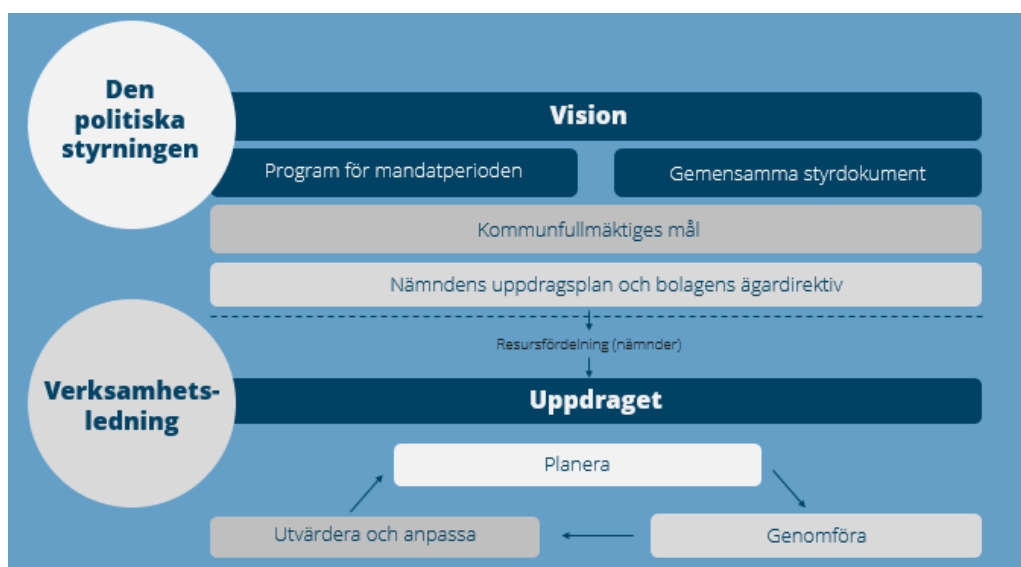 Den
politiska
styrningen
Vision
Program för mandatperioden
Gemensamma styrdokument
Kommunfullmäktiges mål
Nämndens uppdragsplan och bolagens ägardirektiv
Resursfördelning (nämnder)
Verksamhets-
ledning
Uppdraget
Planera
Utvärdera och anpassa
Genomföra